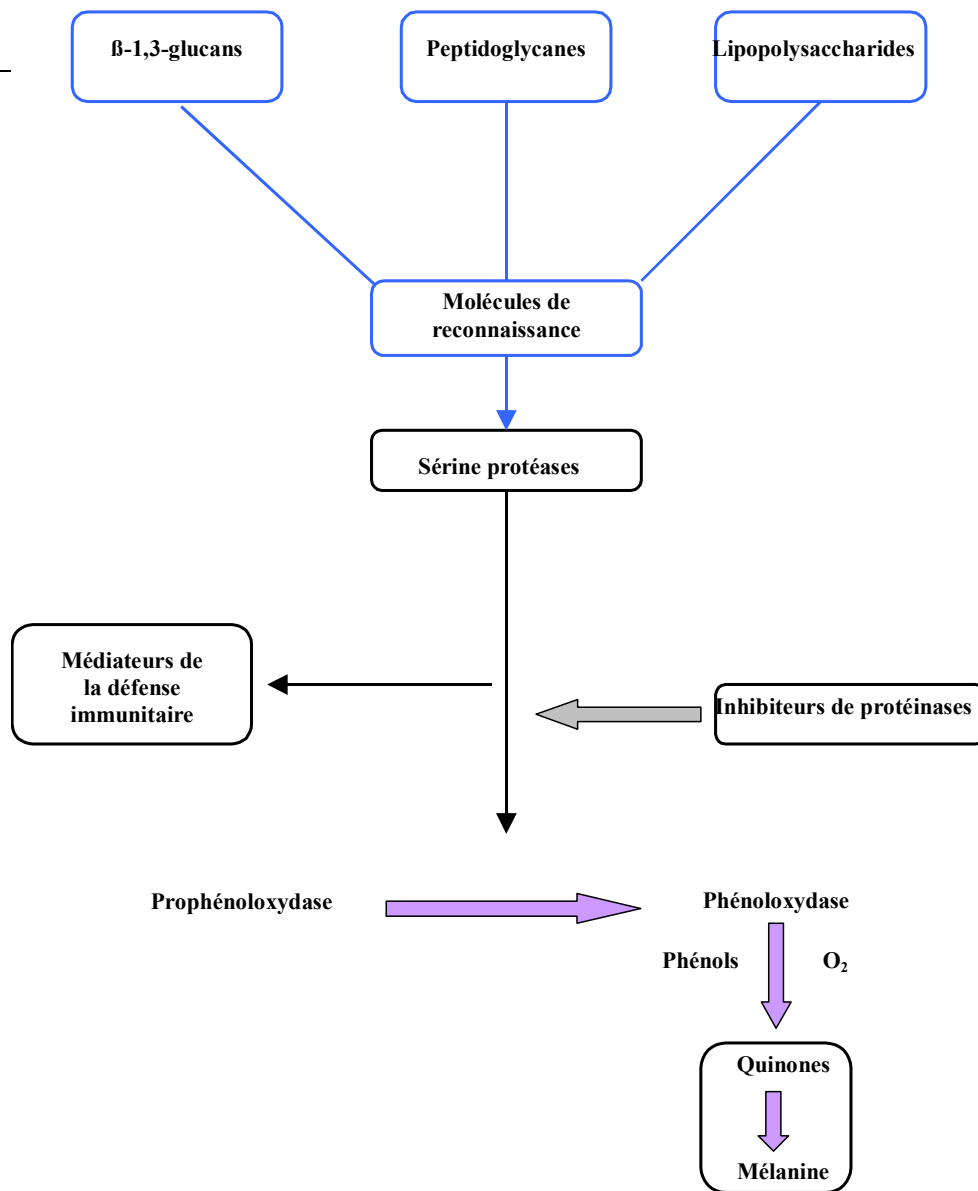 ß-1,3-glucans
Peptidoglycanes
Lipopolysaccharides
Molécules de
reconnaissance
Sérine protéases
Médiateurs de
la défense
immunitaire
Inhibiteurs de protéinases
Prophénoloxydase
Phénoloxydase
Phénols
O₂
Quinones
Mélanine